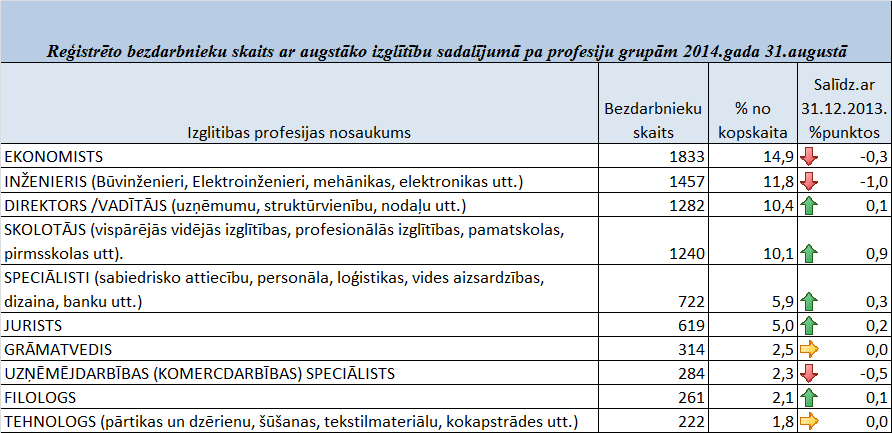 Reģistrēto bezdarbnieku skaits ar augstāko izglītību sadalījumā pa profesiju grupām 2014.gada 31.augustā
Izglitības profesijas nosaukums Bezdarbnieku skaits % no kopskaita Salīdz.ar 31.12.2013. %punktos
EKONOMISTS 1833 14,9 -0,3
INŽENIERIS (Būvinženieri, Elektroinženieri, mehānikas, elektronikas utt.) 1457 11,8 -1,0
DIREKTORS /VADĪTĀJS (uzņēmumu, struktūrvienību, nodaļu utt.) 1282 10,4 0,1
SKOLOTĀJS (vispārējās vidējās izglītības, profesionālās izglītības, pamatskolas,
pirmsskolas utt). 1240 10,1 0,9
SPECIĀLISTI (sabiedrisko attiecību, personāla, loģistikas, vides aizsardzības,
dizaina, banku utt.) 722 5,9 0,3
JURISTS 619 5,0 0,2
GRĀMATVEDIS 314 2,5 0,0
UZŅĒMĒJDARBĪBAS (KOMERCDARBĪBAS) SPECIĀLISTS 284 2,3 -0,5
FILOLOGS 261 2,1 0,1
TEHNOLOGS (pārtikas un dzērienu, šūšanas, tekstilmateriālu, kokapstrādes utt.) 222 1,8 0,0